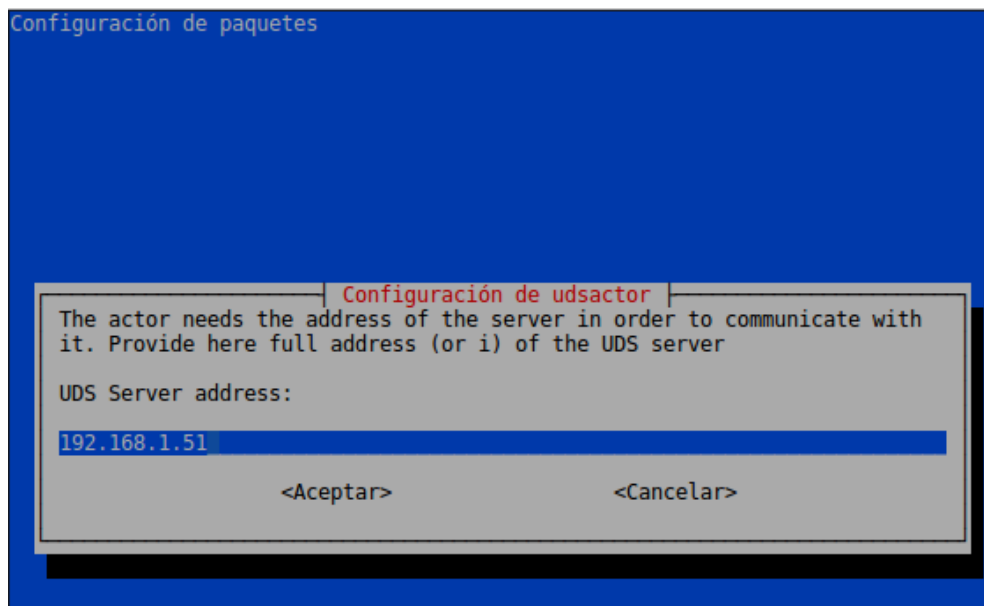 Configuración de paquetes
Configuración de udsactor
The actor needs the address of the server in order to communicate with
it. Provide here full address (or i) of the UDS server
UDS Server address:
192.168.1.51
<Aceptar> <Cancelar>